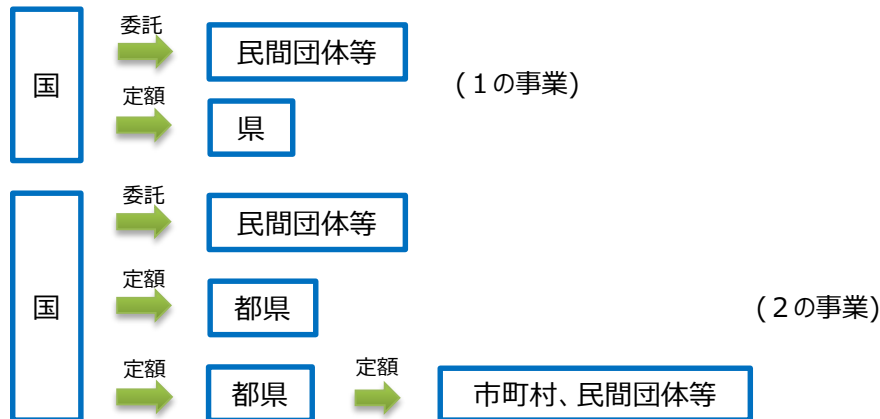 委託
国
民間団体等
(１の事業)
定額
県
委託
国
民間団体等
定額
都県
(２の事業)
定額
都県
定額
市町村、民間団体等